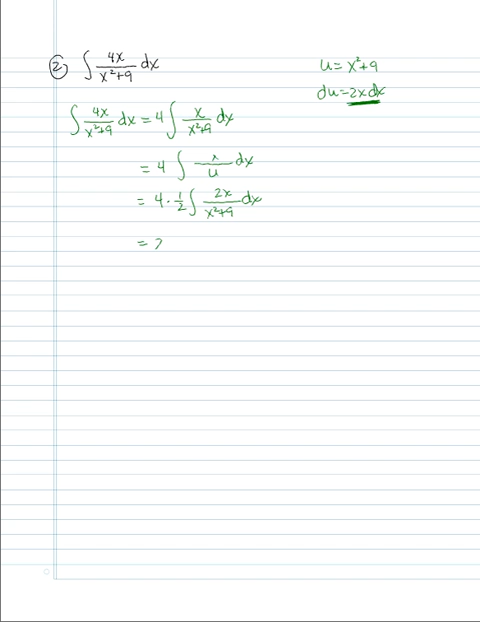 ② ∫ 4x/(x²+9) dx
u = x²+9
du = 2x dx
∫ 4x/(x²+9) dx = 4 ∫ x/(x²+9) dx
= 4 ∫ x/u dx
= 4 · 1/2 ∫ 2x/(x²+9) dx
= 2